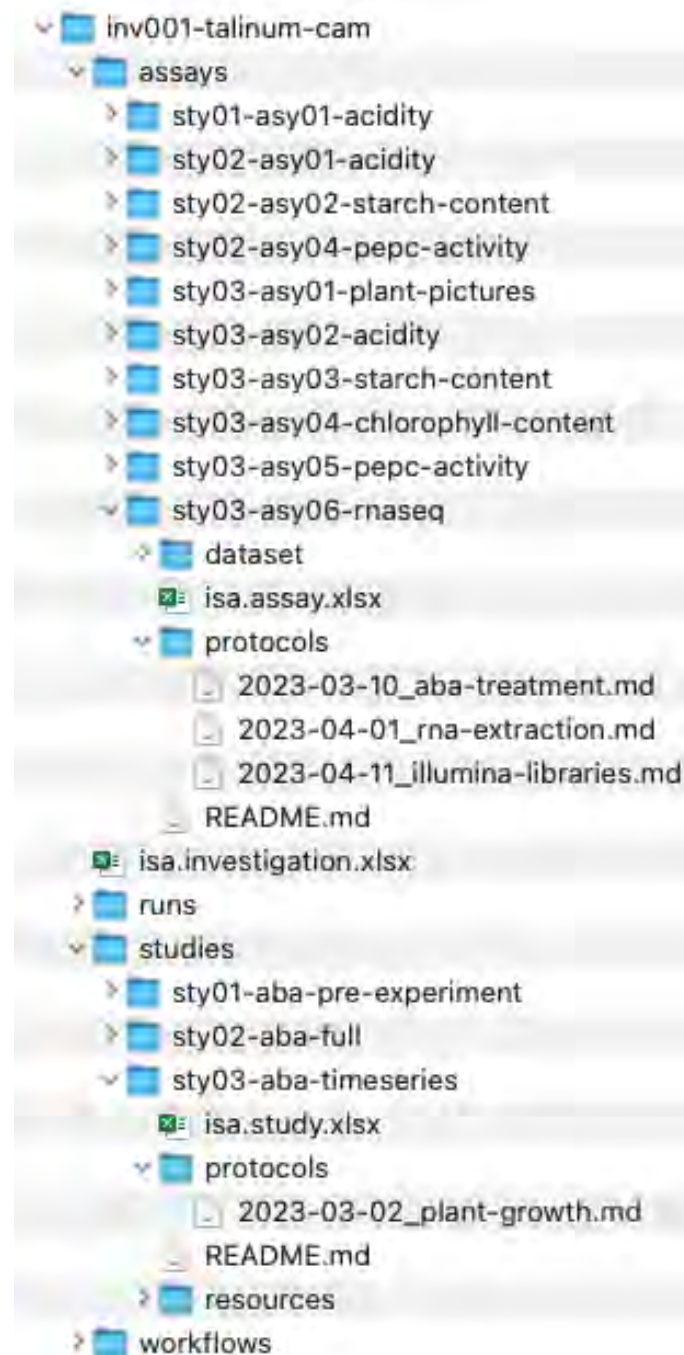 inv001-talinum-cam
assays
sty01-asy01-acidity
sty02-asy01-acidity
sty02-asy02-starch-content
sty02-asy04-pepc-activity
sty03-asy01-plant-pictures
sty03-asy02-acidity
sty03-asy03-starch-content
sty03-asy04-chlorophyll-content
sty03-asy05-pepc-activity
sty03-asy06-rnaseq
dataset
isa.assay.xlsx
protocols
2023-03-10_aba-treatment.md
2023-04-01_rna-extraction.md
2023-04-11_illumina-libraries.md
README.md
isa.investigation.xlsx
runs
studies
sty01-aba-pre-experiment
sty02-aba-full
sty03-aba-timeseries
isa.study.xlsx
protocols
2023-03-02_plant-growth.md
README.md
resources
workflows